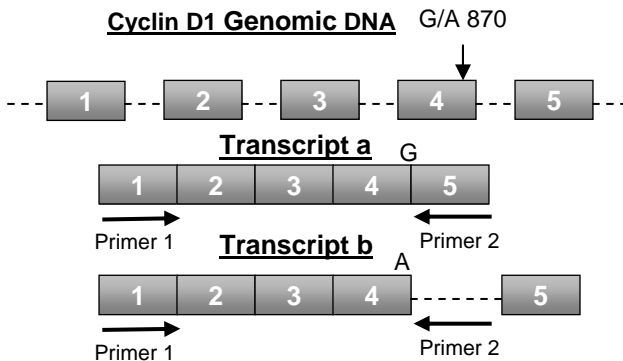 Cyclin D1 Genomic DNA G/A 870
1 2 3 4 5
Transcript a
G
1 2 3 4 5
Primer 1 Primer 2
Transcript b
A
1 2 3 4 5
Primer 1 Primer 2